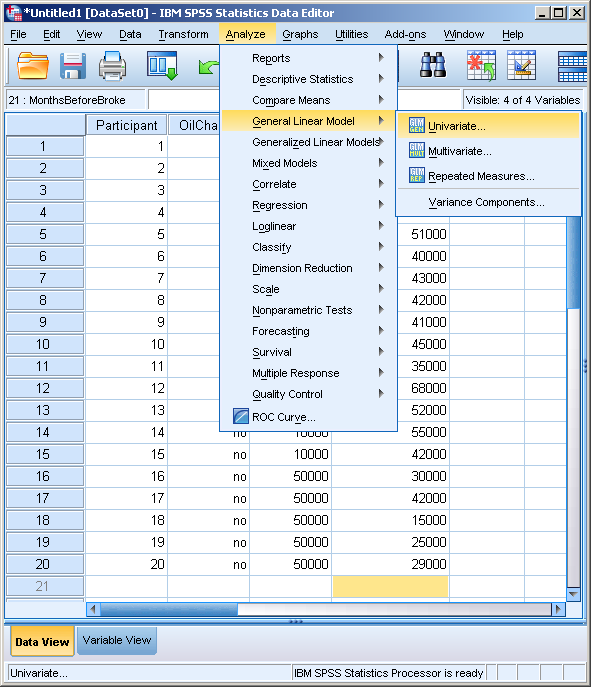 *Untitled1 [DataSet0] - IBM SPSS Statistics Data Editor
File Edit View Data Transform Analyze Graphs Utilities Add-ons Window Help
21 : MonthsBeforeBroke Visible: 4 of 4 Variables
Reports
Descriptive Statistics
Compare Means
General Linear Model
Generalized Linear Models
Mixed Models
Correlate
Regression
Loglinear
Classify
Dimension Reduction
Scale
Nonparametric Tests
Forecasting
Survival
Multiple Response
Quality Control
ROC Curve...
GLM GEN Univariate...
GLM MULT Multivariate...
GLM REP Repeated Measures...
Variance Components...
Participant OilCha
1 1
2 2
3 3
4 4
5 5 51000
6 6 40000
7 7 43000
8 8 42000
9 9 41000
10 10 45000
11 11 35000
12 12 68000
13 13 52000
14 14 no 10000 55000
15 15 no 10000 42000
16 16 no 50000 30000
17 17 no 50000 42000
18 18 no 50000 15000
19 19 no 50000 25000
20 20 no 50000 29000
21
Data View Variable View
Univariate... IBM SPSS Statistics Processor is ready